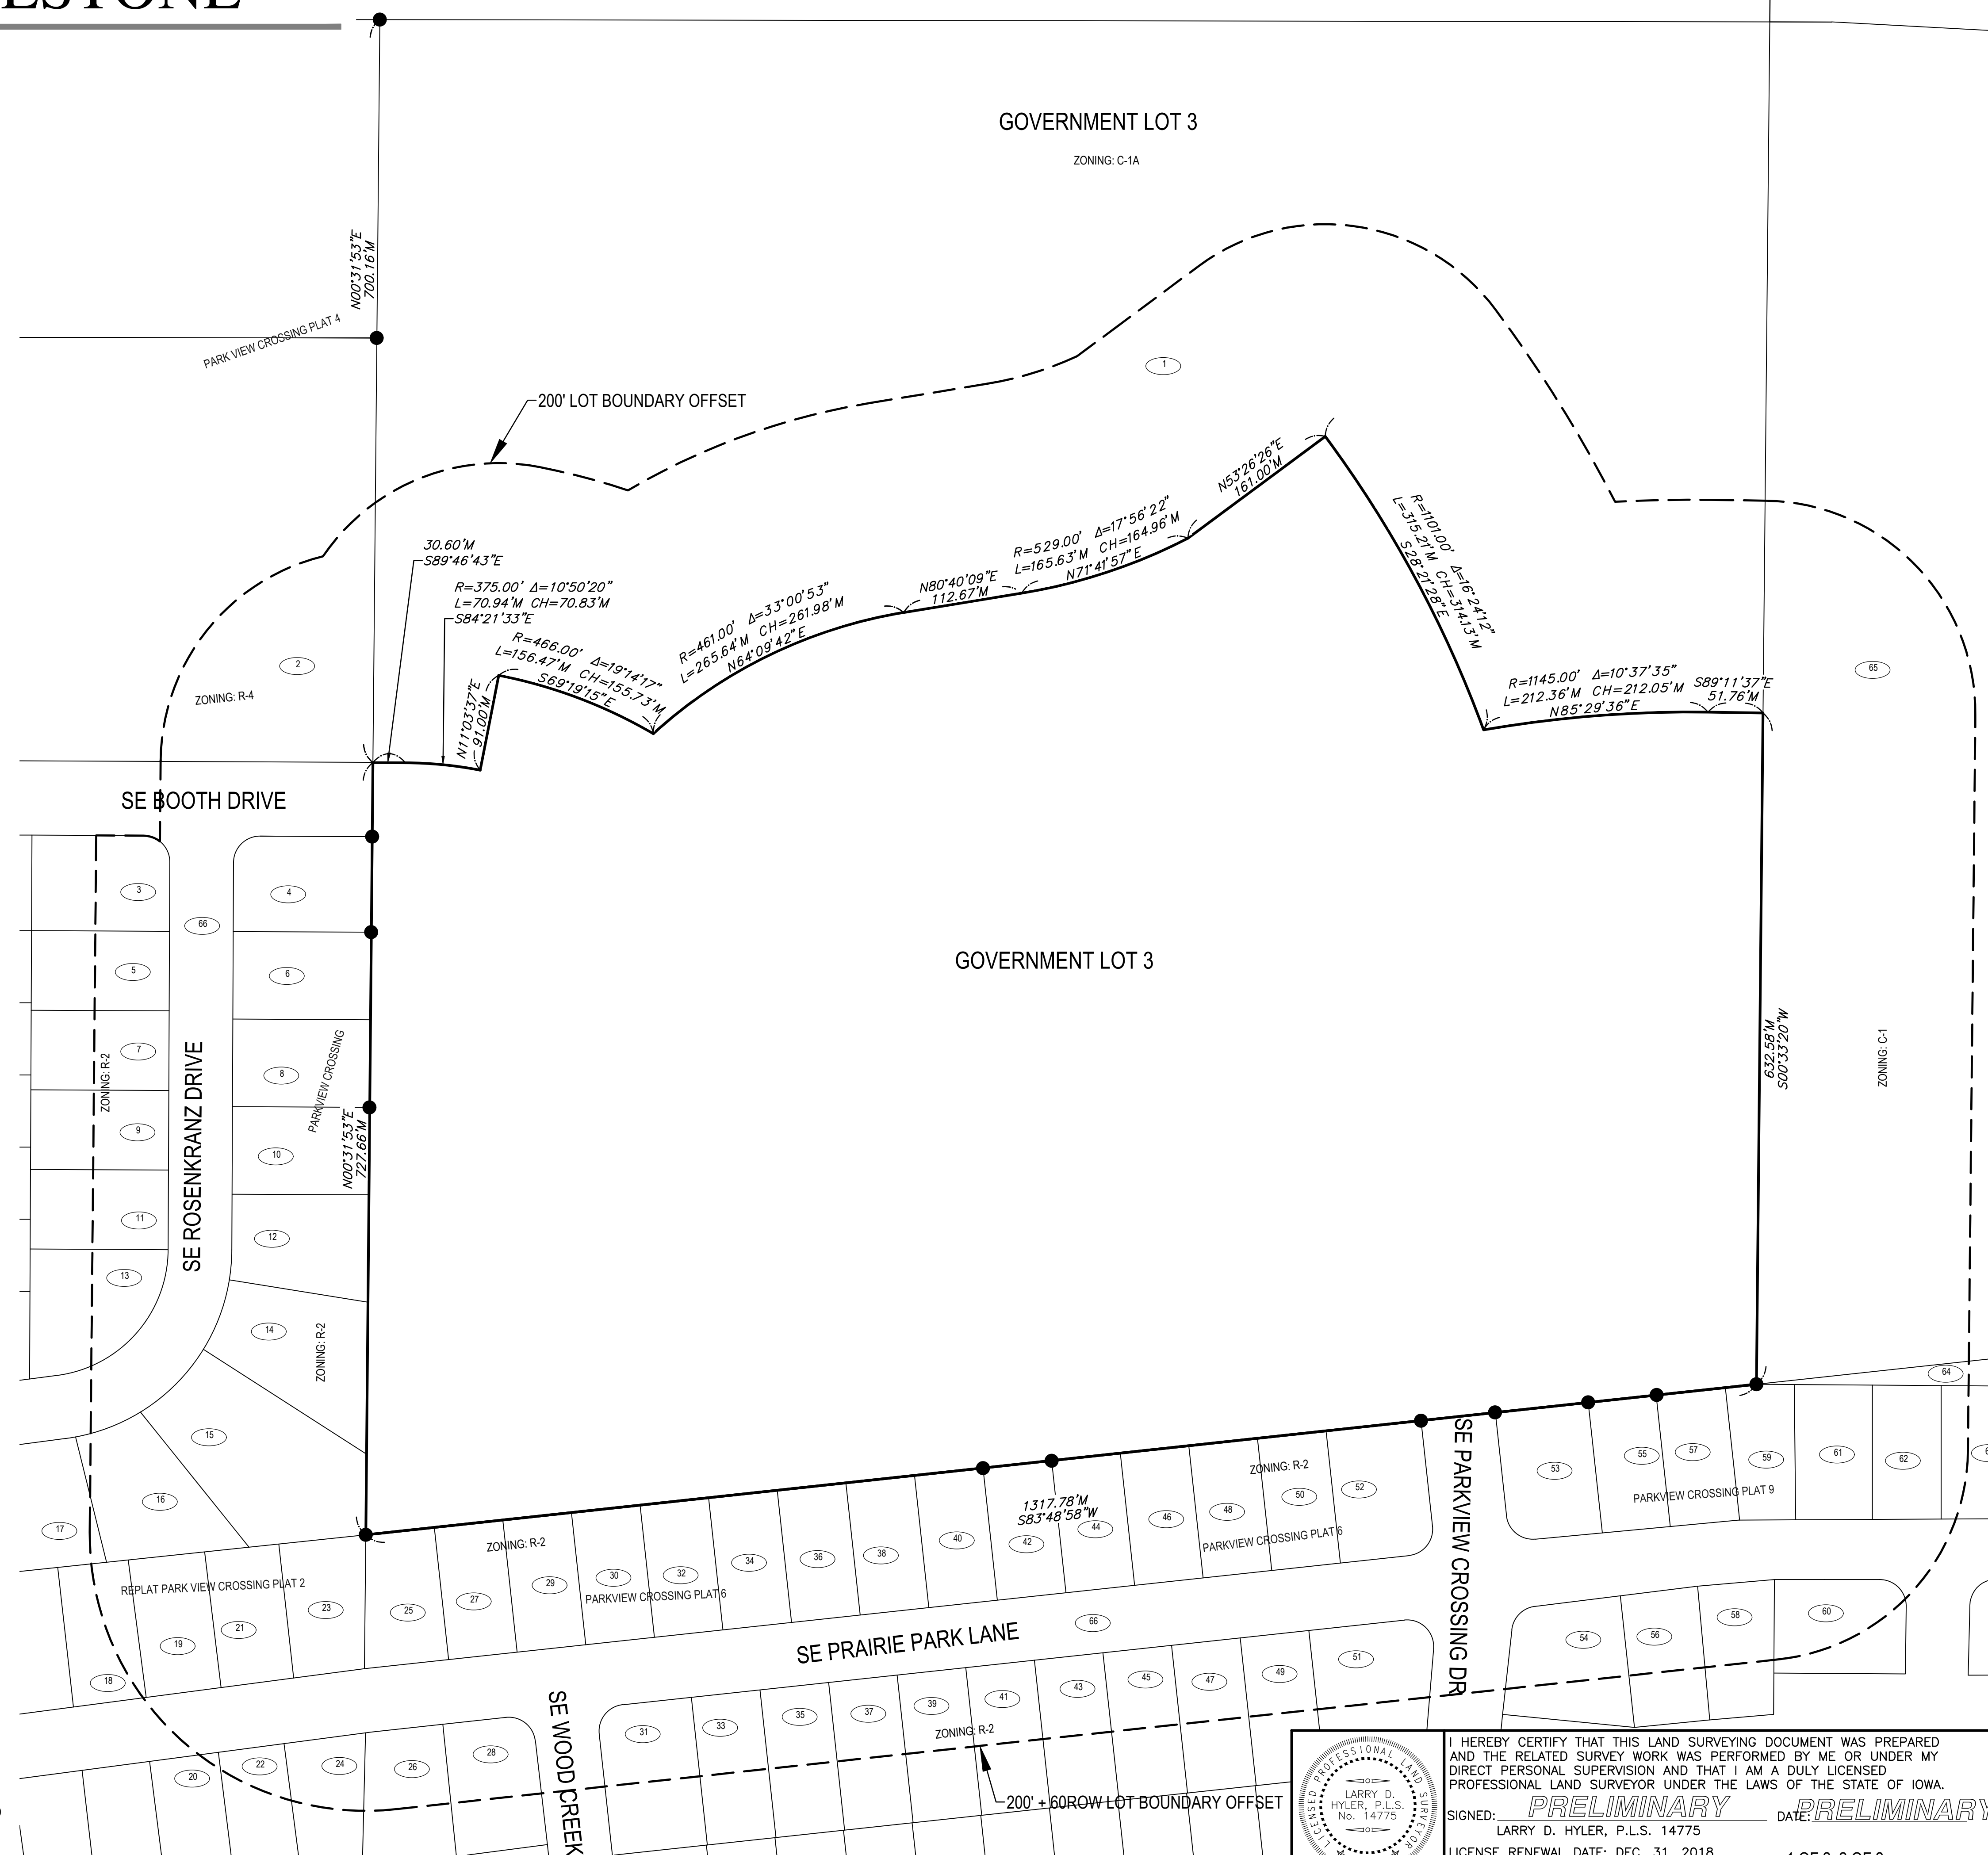 GOVERNMENT LOT 3
ZONING: C-1A
N00°31'53"E
700.16'M
PARK VIEW CROSSING PLAT 4
1
200' LOT BOUNDARY OFFSET
N53°26'26"E
161.00'M
R=529.00' Δ=17°56'22"
L=165.63'M CH=164.96'M
N71°41'57"E
R=1101.00' Δ=16°24'12"
L=315.21'M CH=314.13'M
S28°21'28"E
30.60'M
S89°46'43"E
R=375.00' Δ=10°50'20"
L=70.94'M CH=70.83'M
S84°21'33"E
N80°40'09"E
112.67'M
R=461.00' Δ=33°00'53"
L=265.64'M CH=261.98'M
N64°09'42"E
R=466.00' Δ=19°14'17"
L=156.47'M CH=155.73'M
S69°19'15"E
N11°03'37"E
91.00'M
R=1145.00' Δ=10°37'35"
L=212.36'M CH=212.05'M
N85°29'36"E
S89°11'37"E
51.76'M
2
ZONING: R-4
65
SE BOOTH DRIVE
3
4
66
5
6
GOVERNMENT LOT 3
7
8
ZONING: R-2
SE ROSENKRANZ DRIVE
PARKVIEW CROSSING
N00°31'53"E
727.66'M
632.58'M
S00°33'20"W
ZONING: C-1
9
10
11
12
13
14
ZONING: R-2
15
16
17
64
53
55
57
59
61
62
PARKVIEW CROSSING PLAT 9
ZONING: R-2
1317.78'M
S83°48'58"W
52
50
48
46
44
42
40
38
36
34
32
30
29
27
25
23
21
19
18
ZONING: R-2
PARKVIEW CROSSING PLAT 6
PARKVIEW CROSSING PLAT 6
REPLAT PARK VIEW CROSSING PLAT 2
SE PRAIRIE PARK LANE
66
SE PARKVIEW CROSSING DR
54
56
58
60
51
49
47
45
43
41
39
37
35
33
31
ZONING: R-2
28
26
24
22
20
SE WOOD CREEK
200' + 60ROW LOT BOUNDARY OFFSET
LICENSED PROFESSIONAL LAND SURVEYOR
LARRY D.
HYLER, P.L.S.
No. 14775
I HEREBY CERTIFY THAT THIS LAND SURVEYING DOCUMENT WAS PREPARED
AND THE RELATED SURVEY WORK WAS PERFORMED BY ME OR UNDER MY
DIRECT PERSONAL SUPERVISION AND THAT I AM A DULY LICENSED
PROFESSIONAL LAND SURVEYOR UNDER THE LAWS OF THE STATE OF IOWA.
SIGNED: PRELIMINARY DATE: PRELIMINARY
LARRY D. HYLER, P.L.S. 14775
LICENSE RENEWAL DATE: DEC. 31, 2018